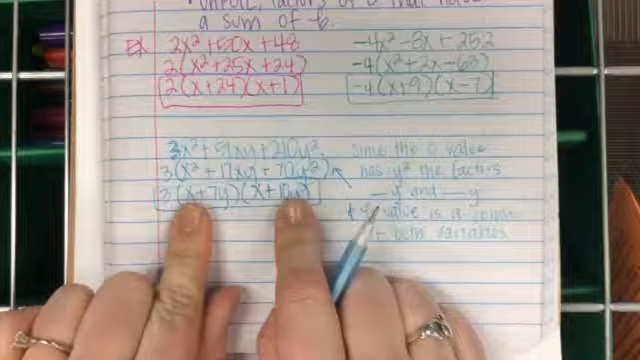 a sum of -6.
EX 2x² + 50x + 48
2(x² + 25x + 24)
2(x+24)(x+1)
-4x² - 8x + 252
-4(x² + 2x - 63)
-4(x+9)(x-7)
3x² + 51xy + 210y²
3(x² + 17xy + 70y²)
3(x+7y)(x+10y)
since the c value
has y² the factors
_y and _y
value is a
both variables